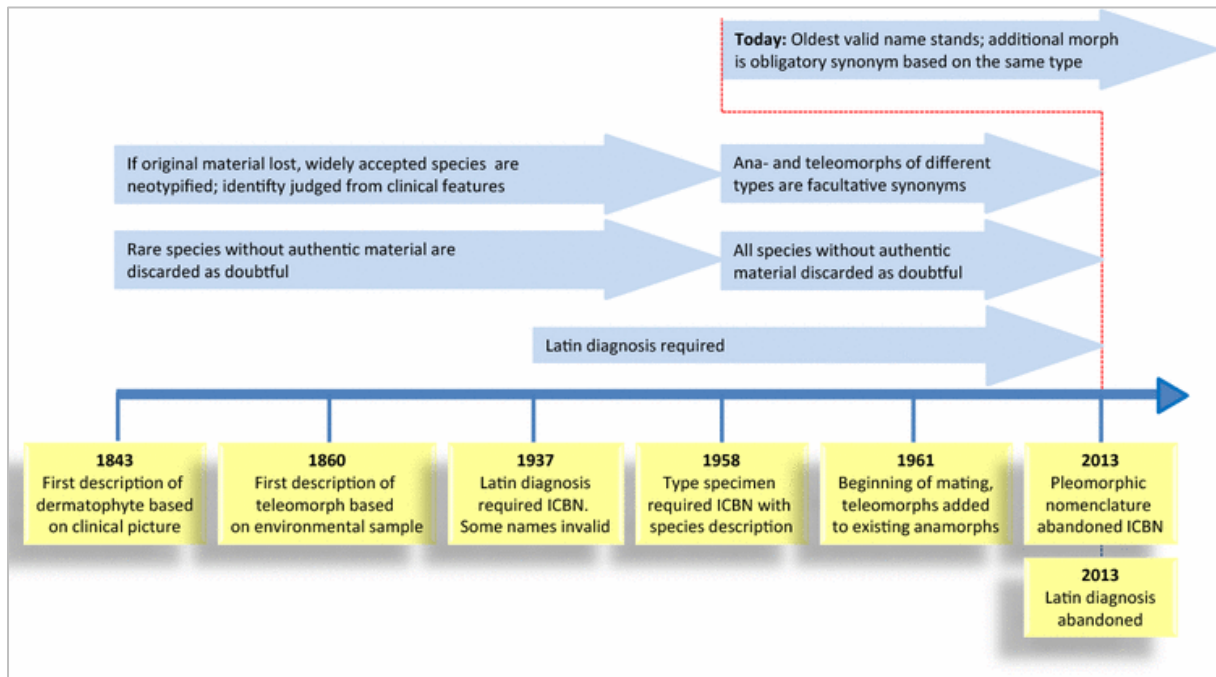 Today: Oldest valid name stands; additional morph
is obligatory synonym based on the same type
If original material lost, widely accepted species are
neotypified; identifty judged from clinical features
Ana- and teleomorphs of different
types are facultative synonyms
Rare species without authentic material are
discarded as doubtful
All species without authentic
material discarded as doubtful
Latin diagnosis required
1843
First description of
dermatophyte based
on clinical picture
1860
First description of
teleomorph based
on environmental sample
1937
Latin diagnosis
required ICBN.
Some names invalid
1958
Type specimen
required ICBN with
species description
1961
Beginning of mating,
teleomorphs added
to existing anamorphs
2013
Pleomorphic
nomenclature
abandoned ICBN
2013
Latin diagnosis
abandoned